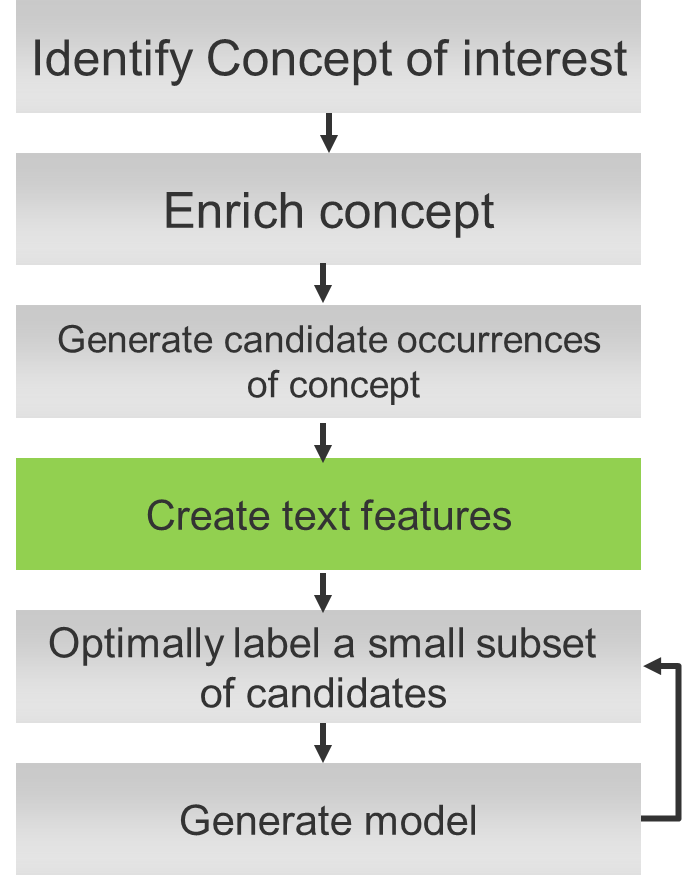 Identify Concept of interest
Enrich concept
Generate candidate occurrences
of concept
Create text features
Optimally label a small subset
of candidates
Generate model